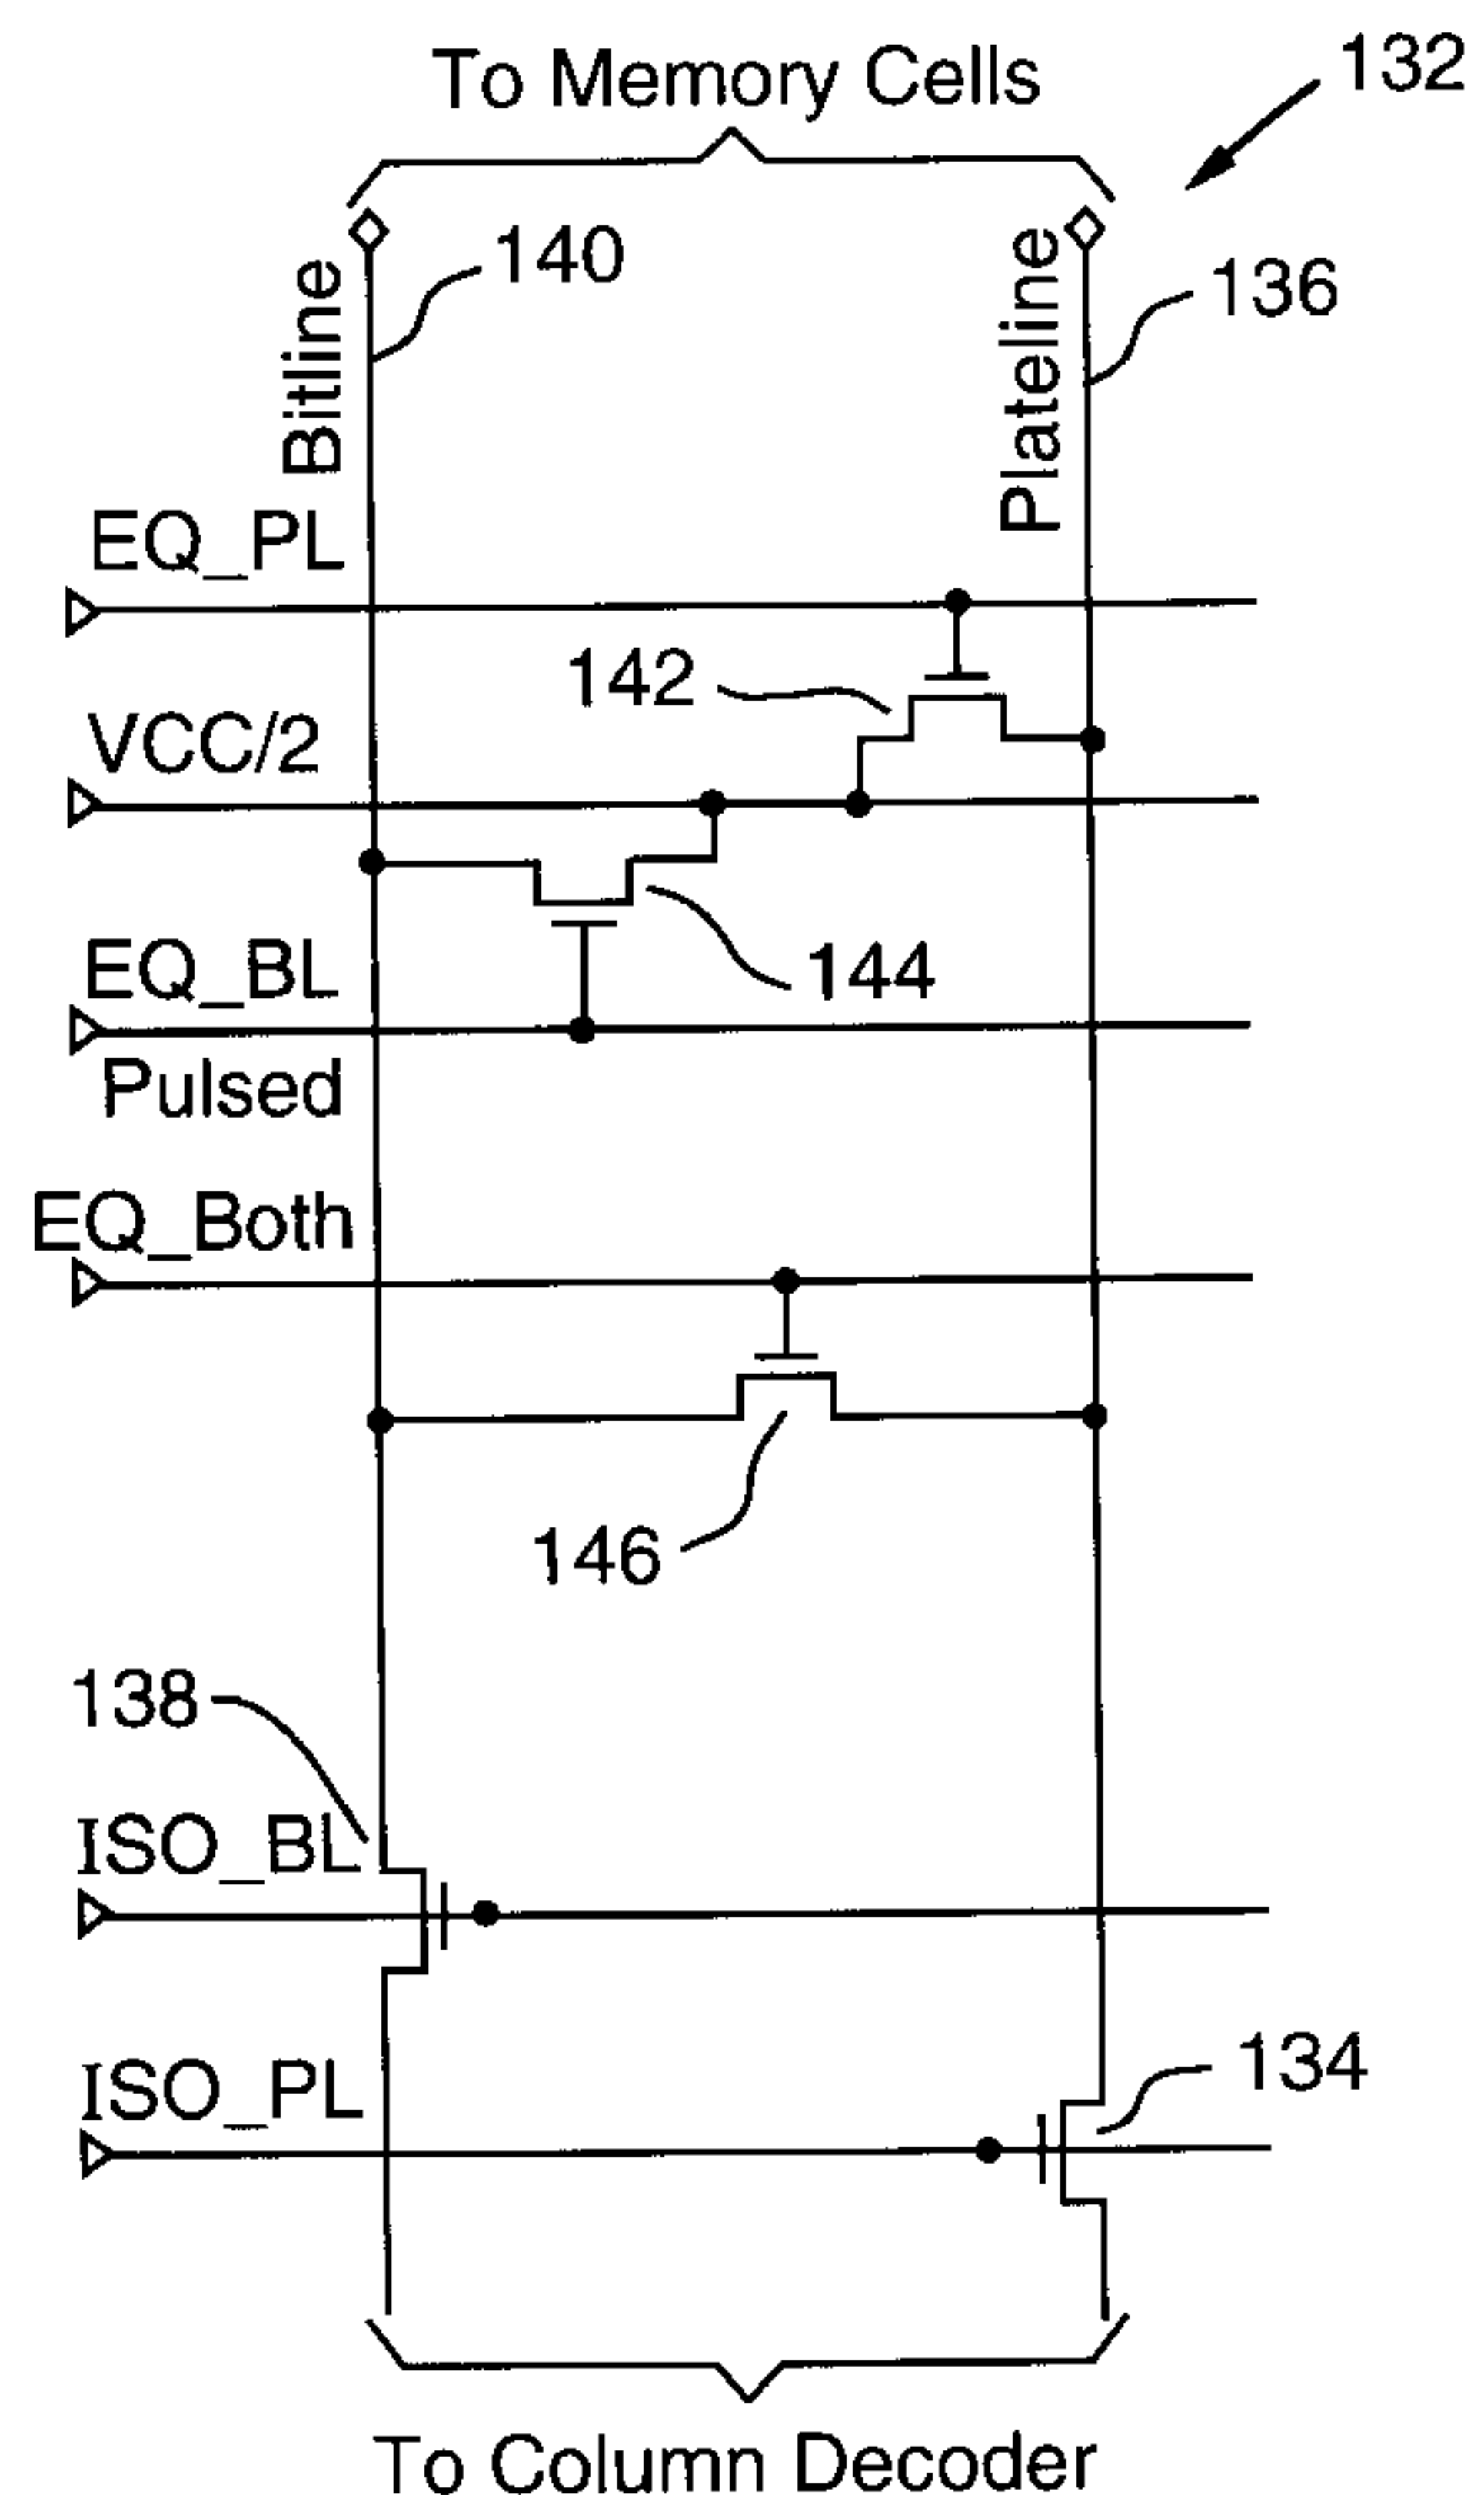 To Memory Cells
132
140
136
Bitline
Plateline
EQ_PL
142
VCC/2
144
EQ_BL
Pulsed
EQ_Both
146
138
ISO_BL
134
ISO_PL
To Column Decoder